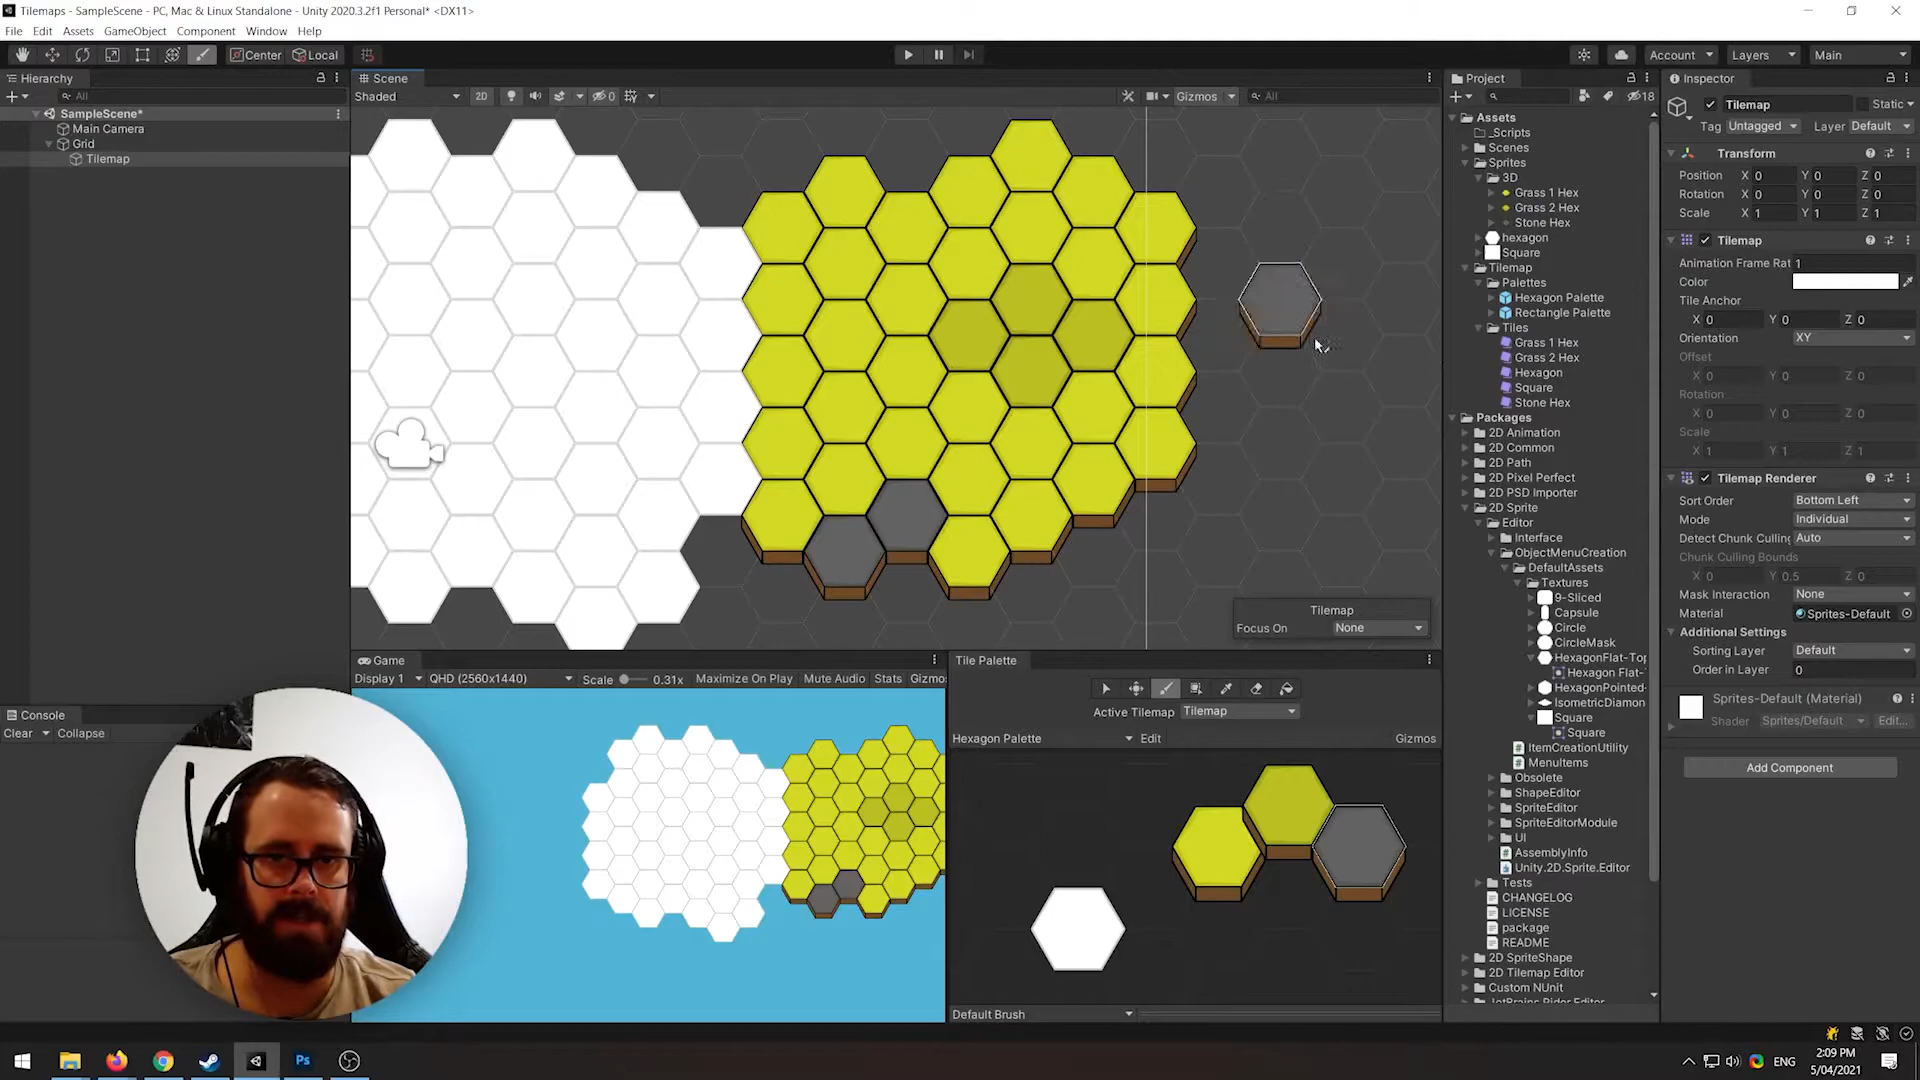 Tilemaps - SampleScene - PC, Mac & Linux Standalone - Unity 2020.3.2f1 Personal* <DX11>
File Edit Assets GameObject Component Window Help
Center Local
Account Layers Main
Hierarchy
All
SampleScene*
Main Camera
Grid
Tilemap
Scene
Shaded 2D 0 Gizmos All
Tilemap
Focus On None
Game
Display 1 QHD (2560x1440) Scale 0.31x Maximize On Play Mute Audio Stats Gizmos
Console
Clear Collapse
Tile Palette
Active Tilemap Tilemap
Hexagon Palette Edit Gizmos
Default Brush
Project
18
Assets
_Scripts
Scenes
Sprites
3D
Grass 1 Hex
Grass 2 Hex
Stone Hex
hexagon
Square
Tilemap
Palettes
Hexagon Palette
Rectangle Palette
Tiles
Grass 1 Hex
Grass 2 Hex
Hexagon
Square
Stone Hex
Packages
2D Animation
2D Common
2D Path
2D Pixel Perfect
2D PSD Importer
2D Sprite
Editor
Interface
ObjectMenuCreation
DefaultAssets
Textures
9-Sliced
Capsule
Circle
CircleMask
HexagonFlat-Top
Hexagon Flat-
HexagonPointed-
IsometricDiamon
Square
Square
ItemCreationUtility
MenuItems
Obsolete
ShapeEditor
SpriteEditor
SpriteEditorModule
UI
AssemblyInfo
Unity.2D.Sprite.Editor
Tests
CHANGELOG
LICENSE
package
README
2D SpriteShape
2D Tilemap Editor
Custom NUnit
JetBrains Rider Editor
Inspector
Tilemap Static
Tag Untagged Layer Default
Transform
Position X 0 Y 0 Z 0
Rotation X 0 Y 0 Z 0
Scale X 1 Y 1 Z 1
Tilemap
Animation Frame Rat 1
Color
Tile Anchor
X 0 Y 0 Z 0
Orientation XY
Offset
X 0 Y 0 Z 0
Rotation
X 0 Y 0 Z 0
Scale
X 1 Y 1 Z 1
Tilemap Renderer
Sort Order Bottom Left
Mode Individual
Detect Chunk Culling Auto
Chunk Culling Bounds
X 0 Y 0.5 Z 0
Mask Interaction None
Material Sprites-Default
Additional Settings
Sorting Layer Default
Order in Layer 0
Sprites-Default (Material)
Shader Sprites/Default Edit...
Add Component
Ps
ENG
2:09 PM
5/04/2021